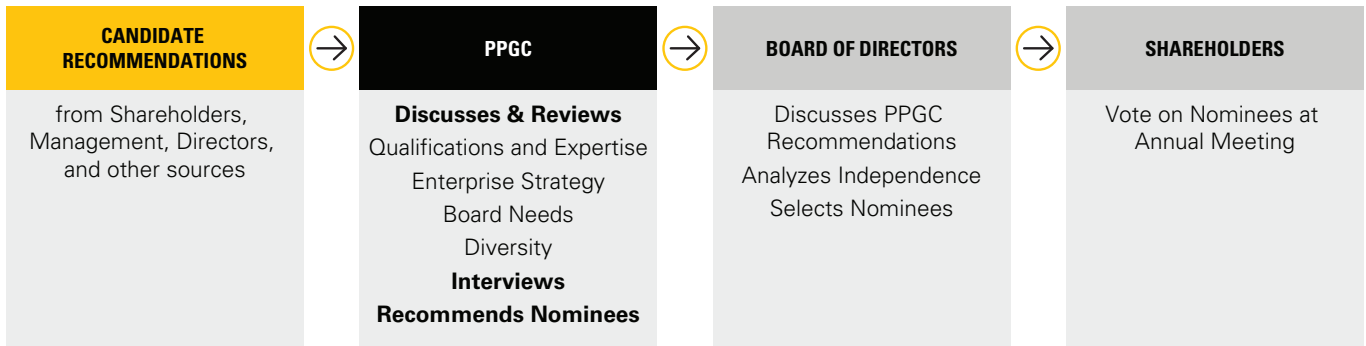 CANDIDATE
RECOMMENDATIONS
from Shareholders,
Management, Directors,
and other sources
PPGC
Discusses & Reviews
Qualifications and Expertise
Enterprise Strategy
Board Needs
Diversity
Interviews
Recommends Nominees
BOARD OF DIRECTORS
Discusses PPGC
Recommendations
Analyzes Independence
Selects Nominees
SHAREHOLDERS
Vote on Nominees at
Annual Meeting